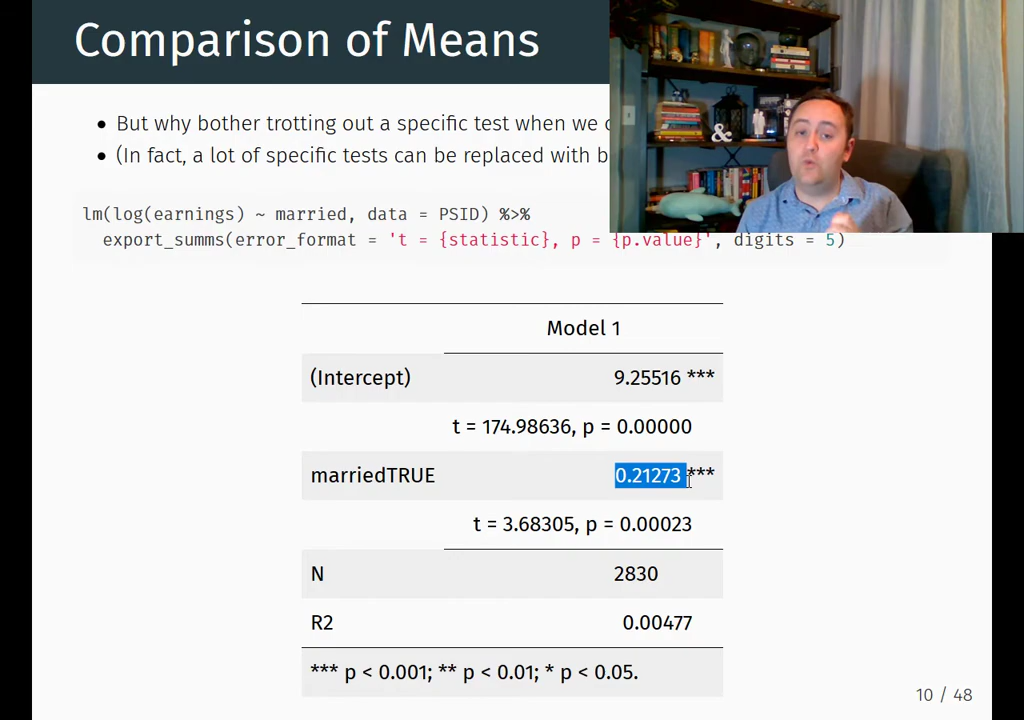 Comparison of Means
But why bother trotting out a specific test when we
(In fact, a lot of specific tests can be replaced with
lm(log(earnings) ~ married, data = PSID) %>%
export_summs(error_format = 't = {statistic}, p = {p.value}', digits = 5)
&
Model 1
(Intercept) 9.25516 ***
t = 174.98636, p = 0.00000
marriedTRUE 0.21273 ***
t = 3.68305, p = 0.00023
N 2830
R2 0.00477
*** p < 0.001; ** p < 0.01; * p < 0.05.
10 / 48